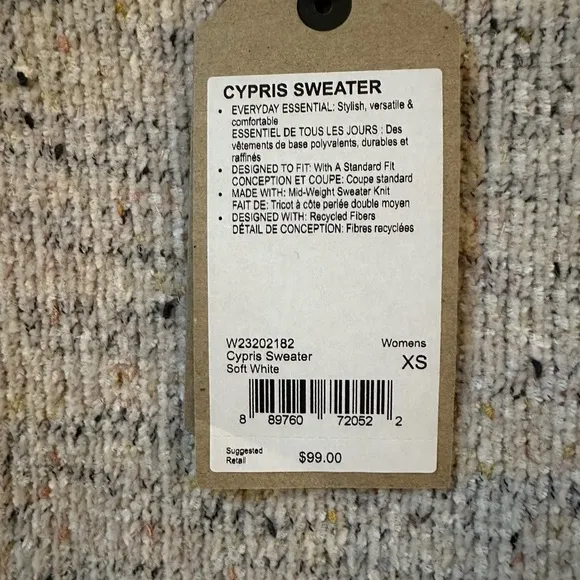 CYPRIS SWEATER
• EVERYDAY ESSENTIAL: Stylish, versatile &
comfortable
ESSENTIEL DE TOUS LES JOURS : Des
vêtements de base polyvalents, durables et
raffinés
• DESIGNED TO FIT: With A Standard Fit
CONCEPTION ET COUPE: Coupe standard
• MADE WITH: Mid-Weight Sweater Knit
FAIT DE: Tricot à côte perlée double moyen
• DESIGNED WITH: Recycled Fibers
DÉTAIL DE CONCEPTION: Fibres recyclées
W23202182 Womens
Cypris Sweater XS
Soft White
8 89760 72052 2
Suggested
Retail $99.00